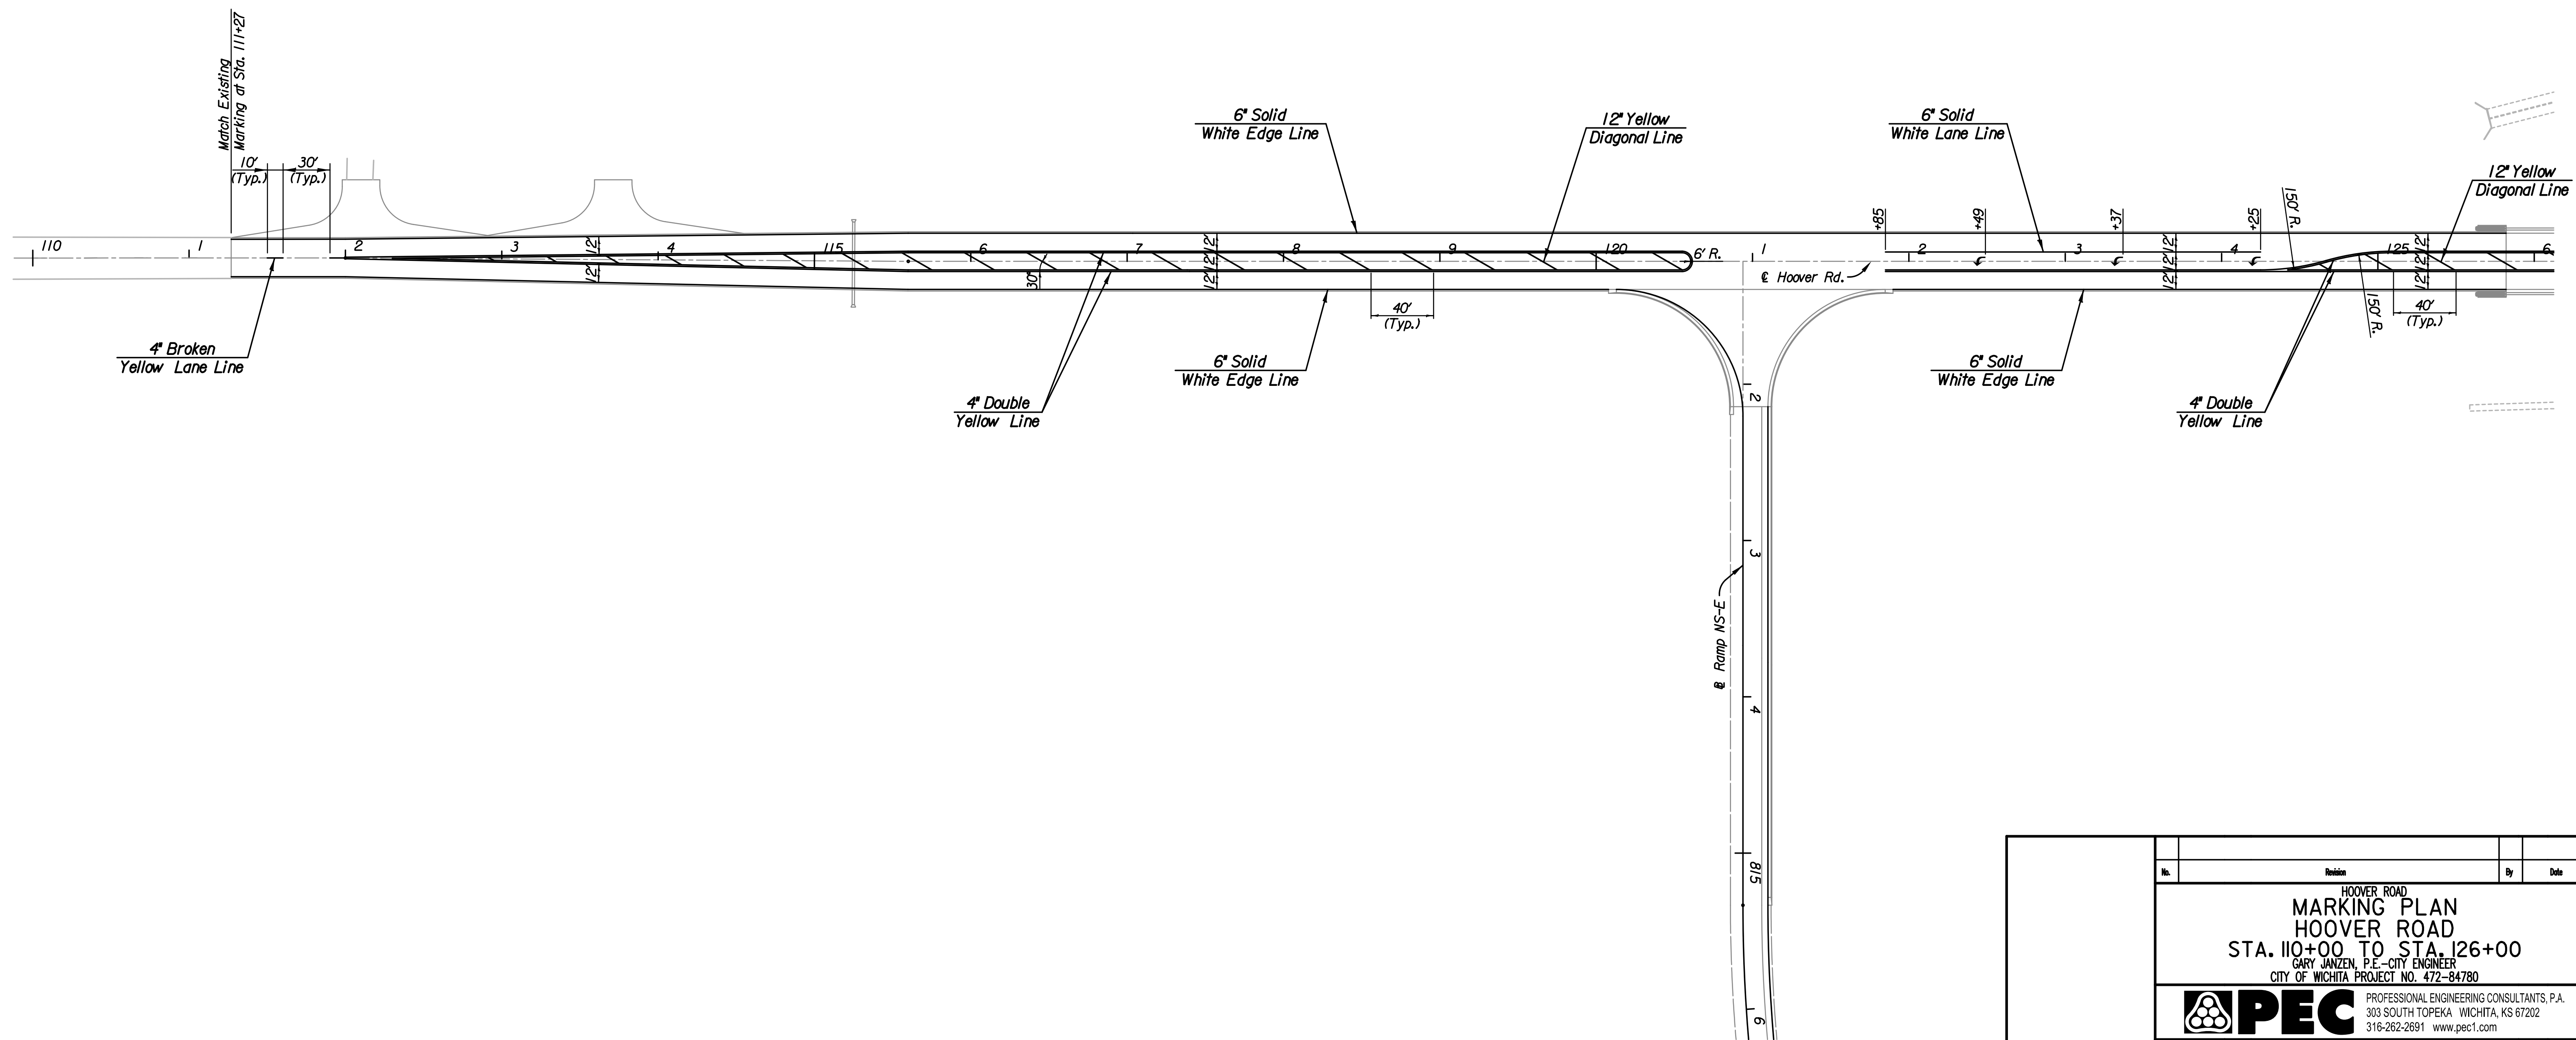 Match Existing
Marking at Sta. 111+27
10'
(Typ.)
30'
(Typ.)
6" Solid
White Edge Line
12" Yellow
Diagonal Line
6" Solid
White Lane Line
12" Yellow
Diagonal Line
+85
+49
+37
+25
150' R.
110
1
2
3
4
115
6
7
8
9
120
1
2
3
4
125
6
12'
12'
12'
12'
12'
12'
12'
12'
12'
12'
12'
30°
6' R.
℄ Hoover Rd.
40'
(Typ.)
150' R.
40'
(Typ.)
4" Broken
Yellow Lane Line
4" Double
Yellow Line
6" Solid
White Edge Line
6" Solid
White Edge Line
4" Double
Yellow Line
2
3
℄ Ramp NS-E
4
815
6
No.
Revision
By
Date
HOOVER ROAD
MARKING PLAN
HOOVER ROAD
STA. 110+00 TO STA. 126+00
GARY JANZEN, P.E.-CITY ENGINEER
CITY OF WICHITA PROJECT NO. 472-84780
PEC
PROFESSIONAL ENGINEERING CONSULTANTS, P.A.
303 SOUTH TOPEKA WICHITA, KS 67202
316-262-2691 www.pec1.com